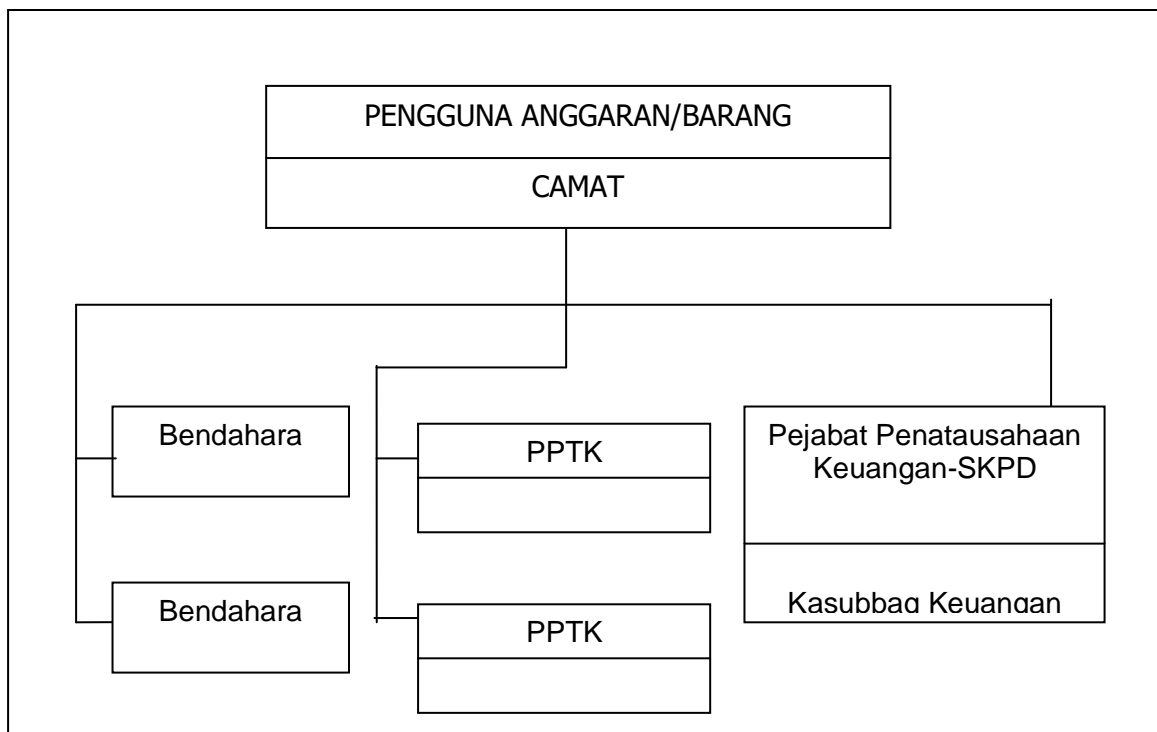 PENGGUNA ANGGARAN/BARANG
CAMAT
Bendahara
Bendahara
PPTK
PPTK
Pejabat Penatausahaan
Keuangan-SKPD
Kasubbag Keuangan